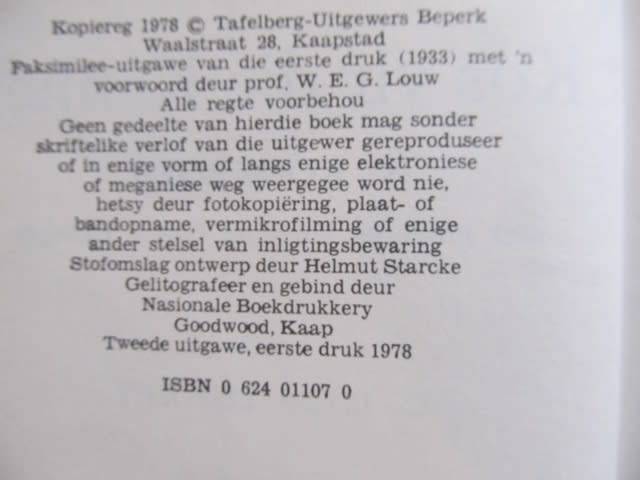 Kopiereg 1978 © Tafelberg-Uitgewers Beperk
Waalstraat 28, Kaapstad
Faksimilee-uitgawe van die eerste druk (1933) met 'n
voorwoord deur prof. W. E. G. Louw
Alle regte voorbehou
Geen gedeelte van hierdie boek mag sonder
skriftelike verlof van die uitgewer gereproduseer
of in enige vorm of langs enige elektroniese
of meganiese weg weergegee word nie,
hetsy deur fotokopiëring, plaat- of
bandopname, vermikrofilming of enige
ander stelsel van inligtingsbewaring
Stofomslag ontwerp deur Helmut Starcke
Gelitografeer en gebind deur
Nasionale Boekdrukkery
Goodwood, Kaap
Tweede uitgawe, eerste druk 1978
ISBN 0 624 01107 0